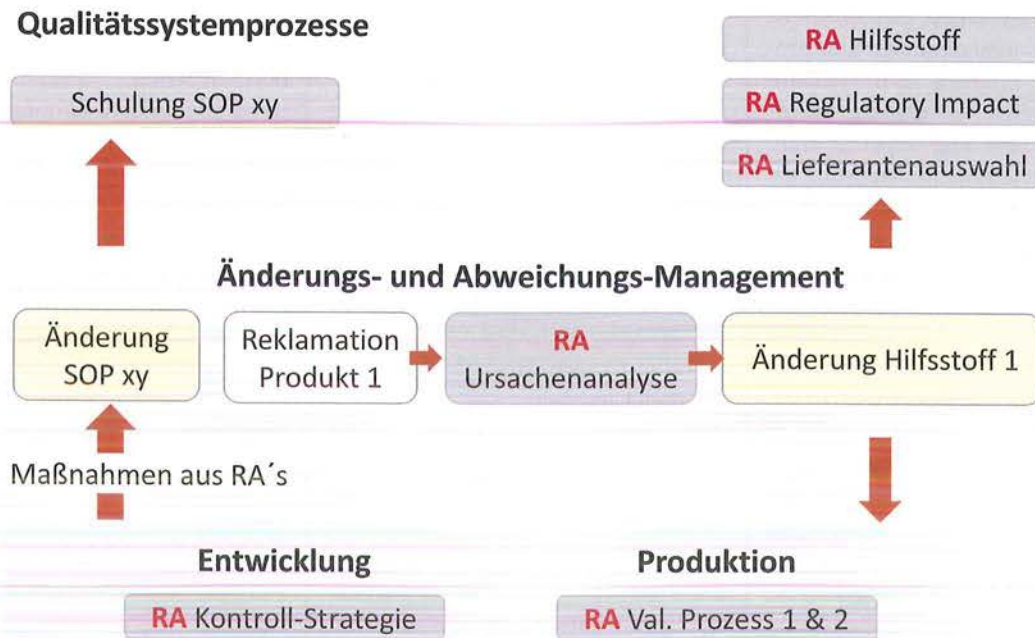 Qualitätssystemprozesse
Schulung SOP xy
RA Hilfsstoff
RA Regulatory Impact
RA Lieferantenauswahl
Änderungs- und Abweichungs-Management
Änderung
SOP xy
Reklamation
Produkt 1
RA
Ursachenanalyse
Änderung Hilfsstoff 1
Maßnahmen aus RA´s
Entwicklung
Produktion
RA Kontroll-Strategie
RA Val. Prozess 1 & 2